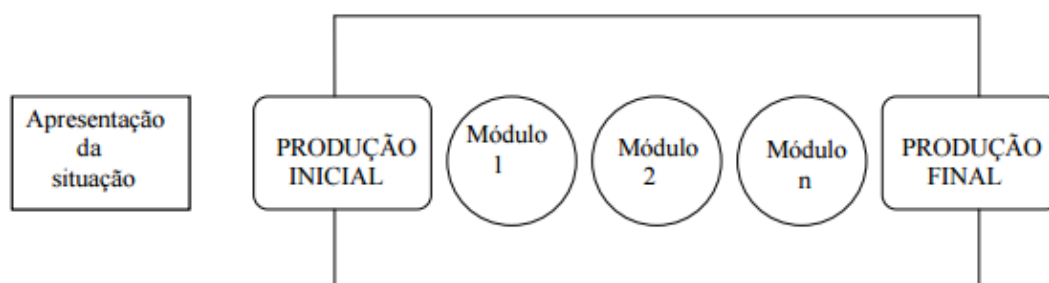 Apresentação
da
situação
PRODUÇÃO
INICIAL
Módulo
1
Módulo
2
Módulo
n
PRODUÇÃO
FINAL